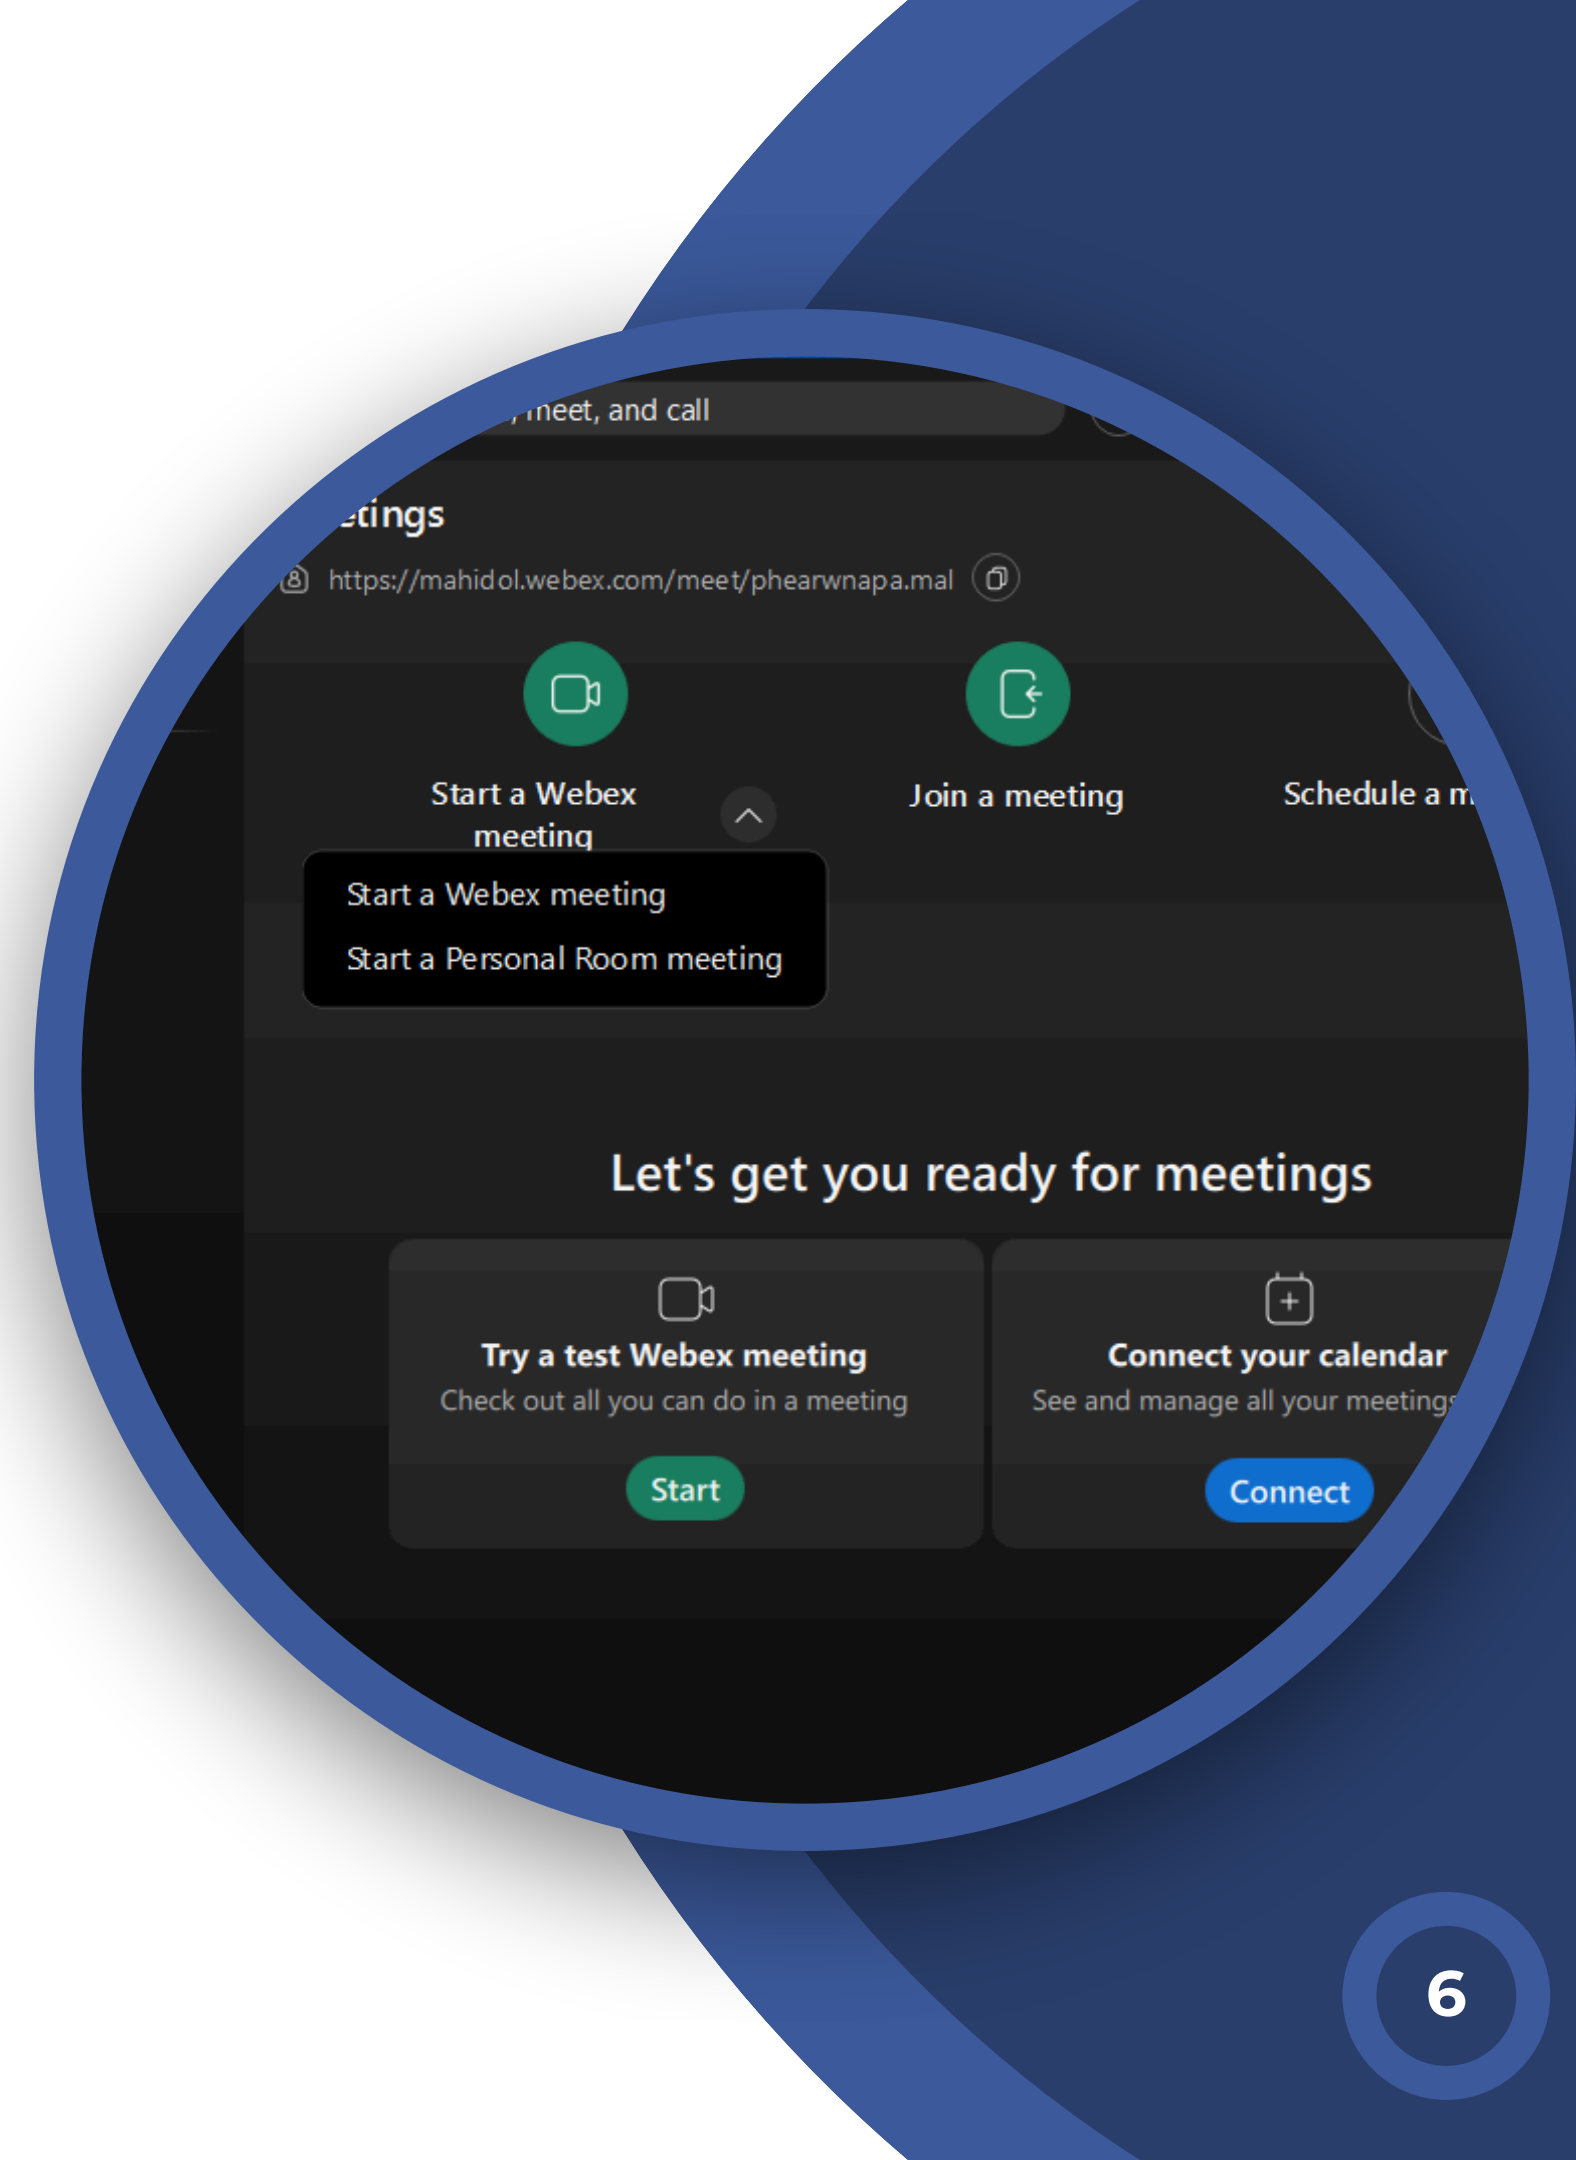 meet, and call
etings
https://mahidol.webex.com/meet/phearwnapa.mal
Start a Webex
meeting
Join a meeting
Schedule a m
Start a Webex meeting
Start a Personal Room meeting
Let's get you ready for meetings
Try a test Webex meeting
Connect your calendar
Check out all you can do in a meeting
See and manage all your meetings
Start
Connect
6